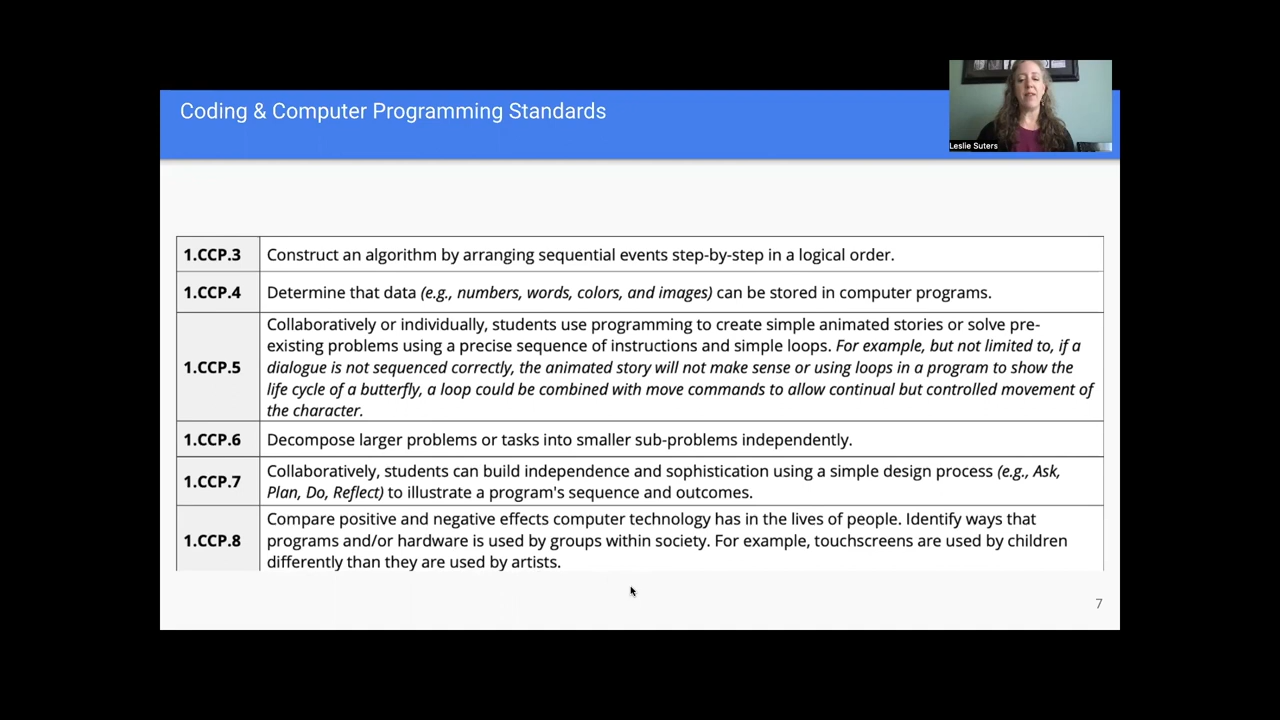 Coding & Computer Programming Standards
Leslie Suters
1.CCP.3 Construct an algorithm by arranging sequential events step-by-step in a logical order.
1.CCP.4 Determine that data (e.g., numbers, words, colors, and images) can be stored in computer programs.
1.CCP.5 Collaboratively or individually, students use programming to create simple animated stories or solve pre-
existing problems using a precise sequence of instructions and simple loops. For example, but not limited to, if a
dialogue is not sequenced correctly, the animated story will not make sense or using loops in a program to show the
life cycle of a butterfly, a loop could be combined with move commands to allow continual but controlled movement of
the character.
1.CCP.6 Decompose larger problems or tasks into smaller sub-problems independently.
1.CCP.7 Collaboratively, students can build independence and sophistication using a simple design process (e.g., Ask,
Plan, Do, Reflect) to illustrate a program's sequence and outcomes.
1.CCP.8 Compare positive and negative effects computer technology has in the lives of people. Identify ways that
programs and/or hardware is used by groups within society. For example, touchscreens are used by children
differently than they are used by artists.
7